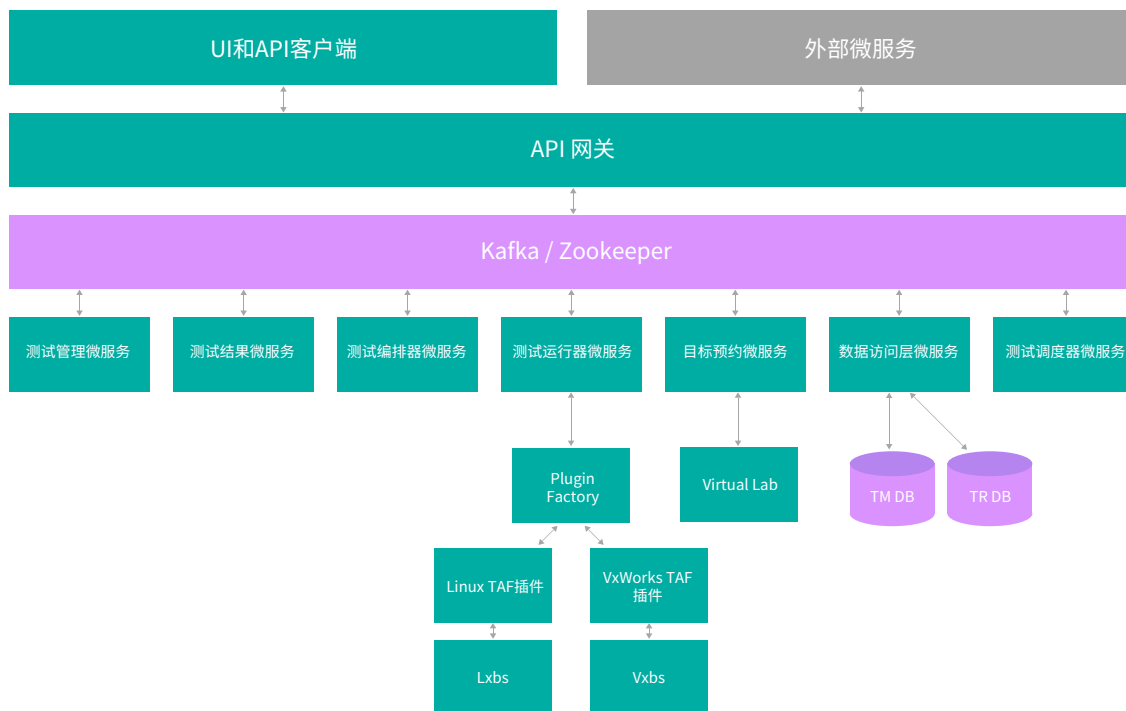 UI和API客户端
外部微服务
API 网关
Kafka / Zookeeper
测试管理微服务
测试结果微服务
测试编排器微服务
测试运行器微服务
目标预约微服务
数据访问层微服务
测试调度器微服务
Plugin
Factory
Virtual Lab
TM DB
TR DB
Linux TAF插件
VxWorks TAF
插件
Lxbs
Vxbs